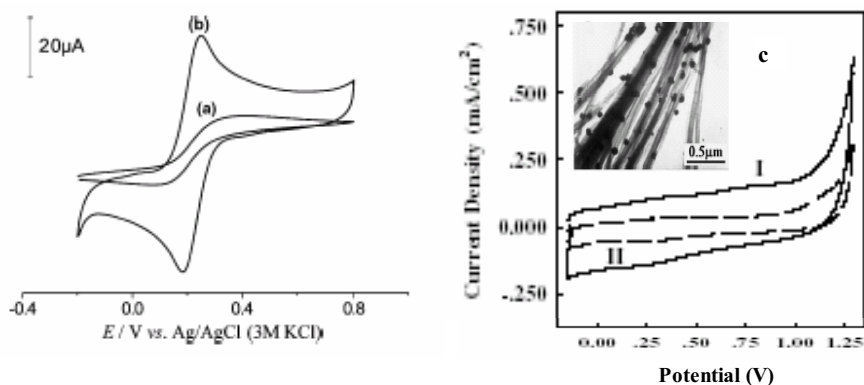 20µA
(b)
(a)
-0.4 0.0 0.4 0.8
E / V vs. Ag/AgCl (3M KCl)
Current Density (mA/cm²)
.750
.500
.250
0.000
-.250
c
0.5µm
I
II
0.00 .25 .50 .75 1.00 1.25
Potential (V)